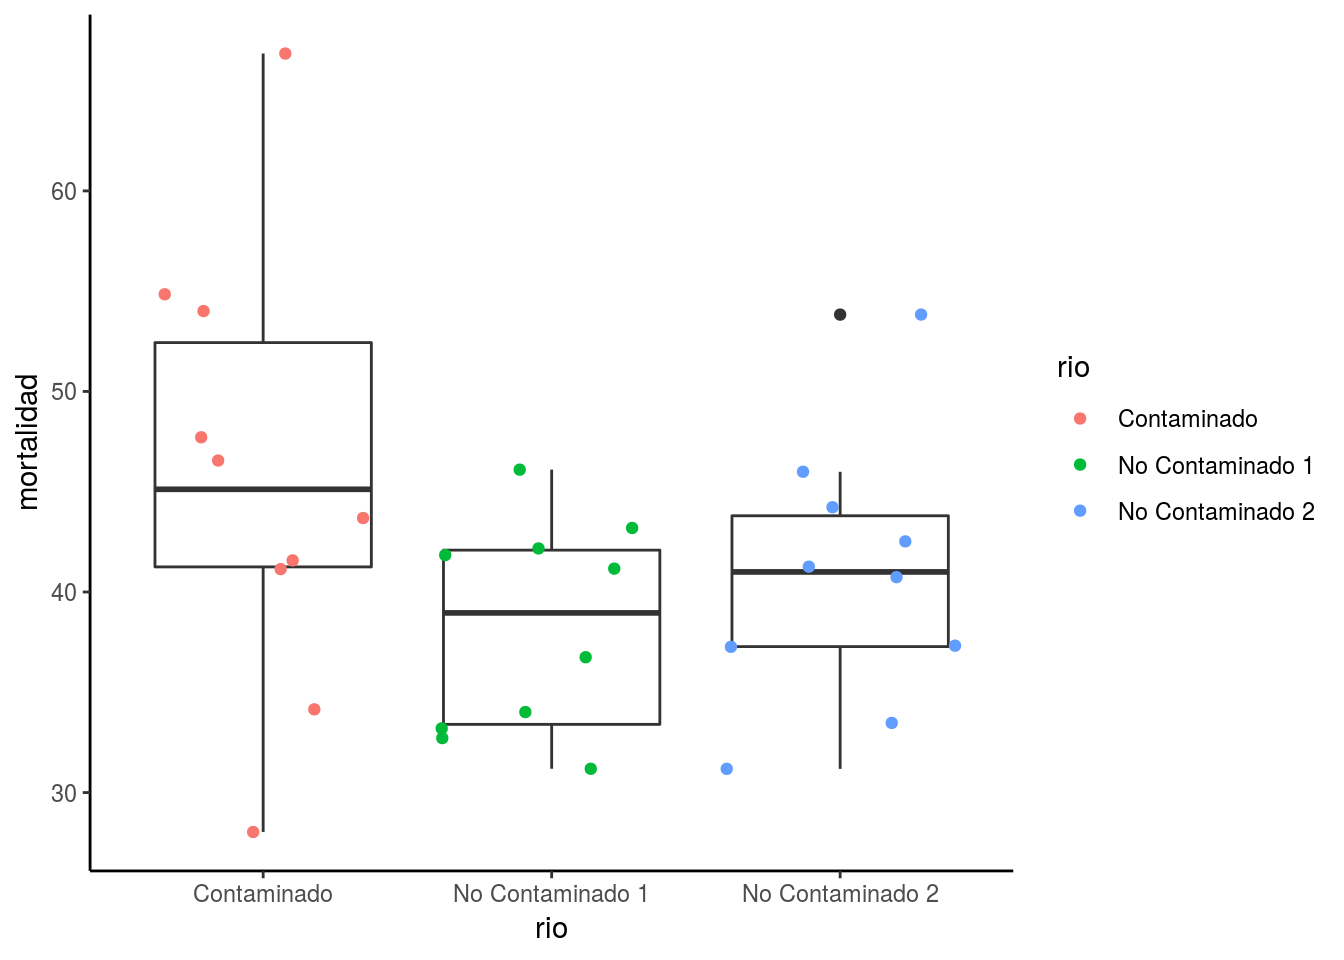 mortalidad
60
50
40
30
Contaminado
No Contaminado 1
No Contaminado 2
rio
rio
Contaminado
No Contaminado 1
No Contaminado 2